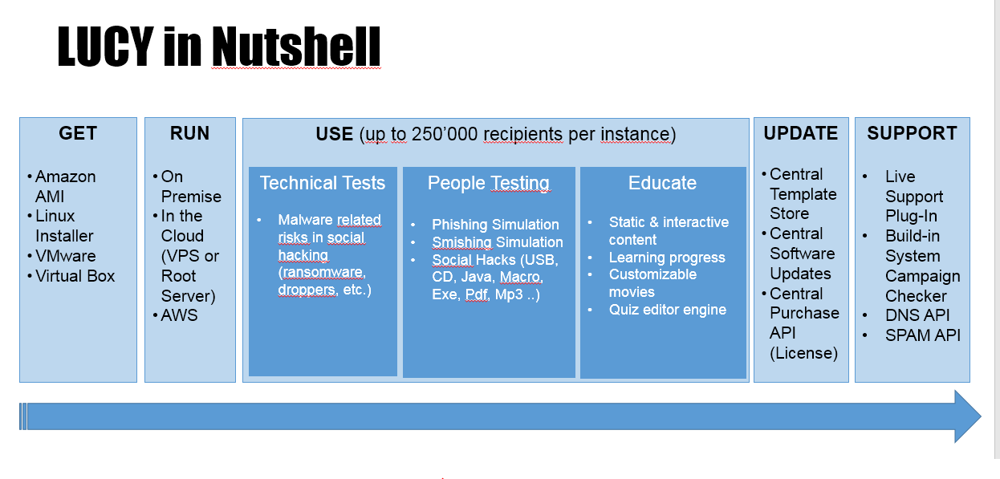 LUCY in Nutshell
GET
• Amazon
AMI
• Linux
Installer
• VMware
• Virtual Box
RUN
• On
Premise
• In the
Cloud
(VPS or
Root
Server)
• AWS
USE (up to 250’000 recipients per instance)
Technical Tests
• Malware related
risks in social
hacking
(ransomware,
droppers, etc.)
People Testing
• Phishing Simulation
• Smishing Simulation
• Social Hacks (USB,
CD, Java, Macro,
Exe, Pdf, Mp3 ..)
Educate
• Static & interactive
content
• Learning progress
• Customizable
movies
• Quiz editor engine
UPDATE
• Central
Template
Store
• Central
Software
Updates
• Central
Purchase
API
(License)
SUPPORT
• Live
Support
Plug-In
• Build-in
System
Campaign
Checker
• DNS API
• SPAM API